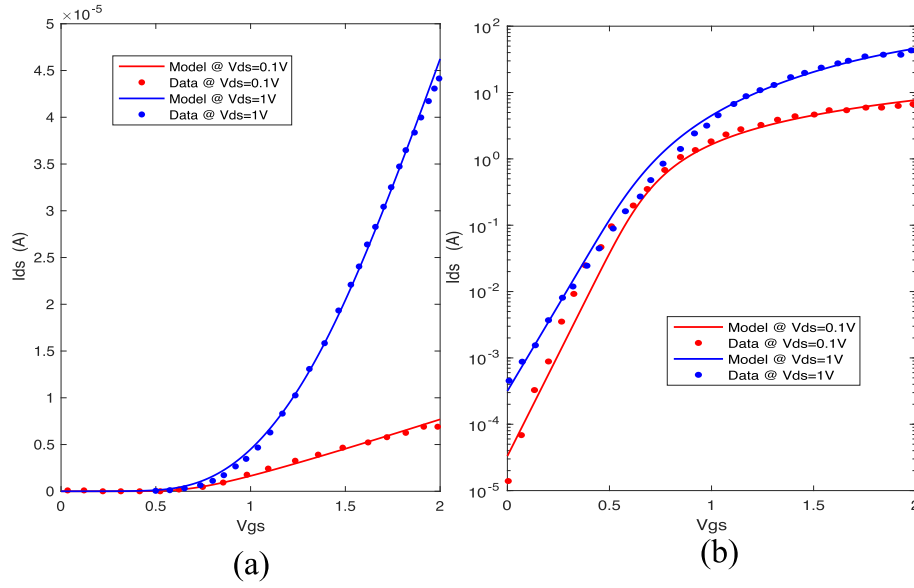 5
×10⁻⁵
4.5
4
3.5
3
2.5
2
1.5
1
0.5
0
Ids (A)
Model @ Vds=0.1V
Data @ Vds=0.1V
Model @ Vds=1V
Data @ Vds=1V
0 0.5 1 1.5 2
Vgs
(a)
10²
10¹
10⁰
10⁻¹
10⁻²
10⁻³
10⁻⁴
10⁻⁵
Ids (A)
Model @ Vds=0.1V
Data @ Vds=0.1V
Model @ Vds=1V
Data @ Vds=1V
0 0.5 1 1.5 2
Vgs
(b)